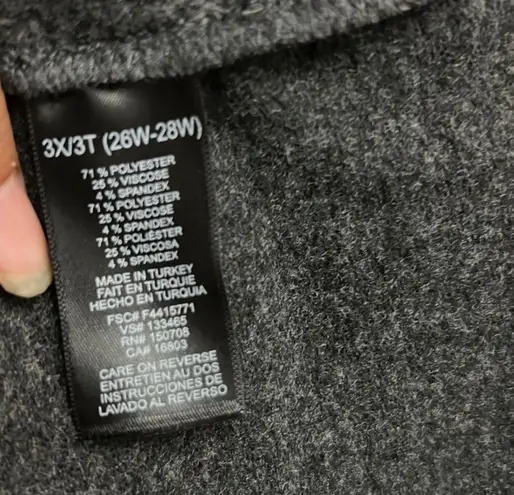 3X/3T (26W-28W)
71 % POLYESTER
25 % VISCOSE
4 % SPANDEX
71 % POLYESTER
25 % VISCOSE
4 % SPANDEX
71 % POLIÉSTER
25 % VISCOSA
4 % SPANDEX
MADE IN TURKEY
FAIT EN TURQUIE
HECHO EN TURQUIA
FSC# F4415771
VS# 133465
RN# 150708
CA# 16803
CARE ON REVERSE
ENTRETIEN AU DOS
INSTRUCCIONES DE
LAVADO AL REVERSO